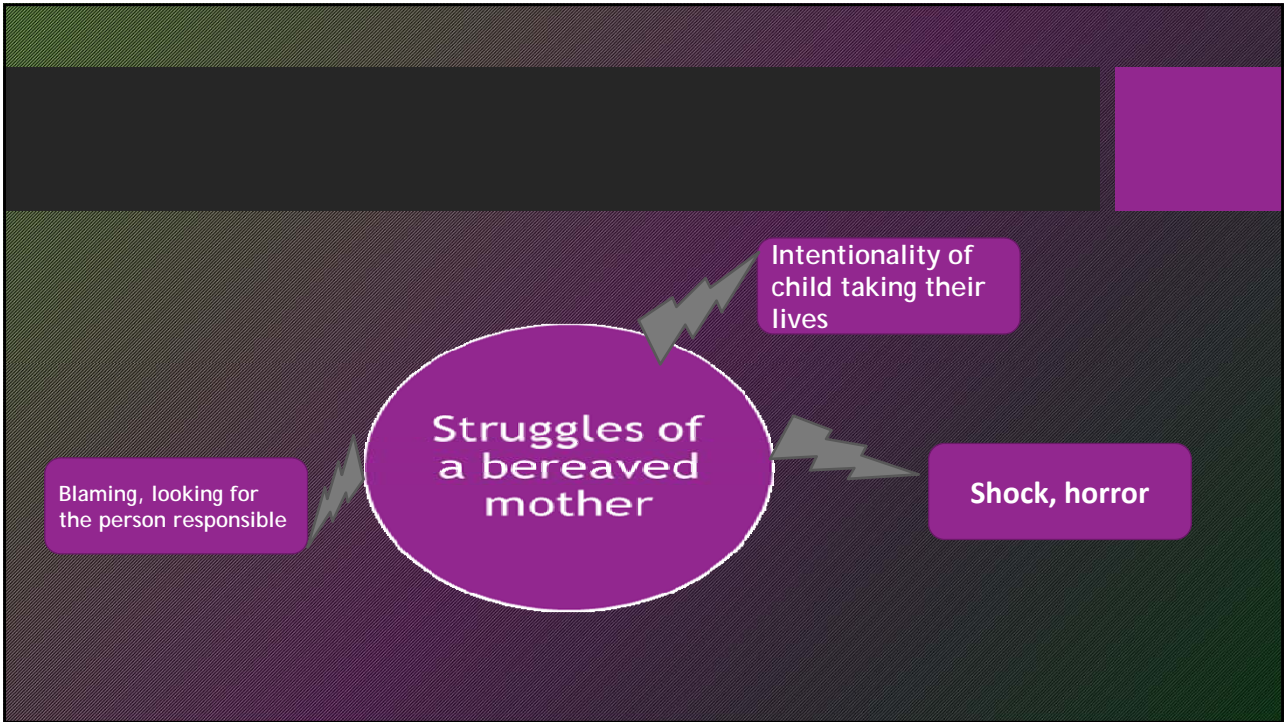 Intentionality of
child taking their
lives
Struggles of
a bereaved
mother
Blaming, looking for
the person responsible
Shock, horror